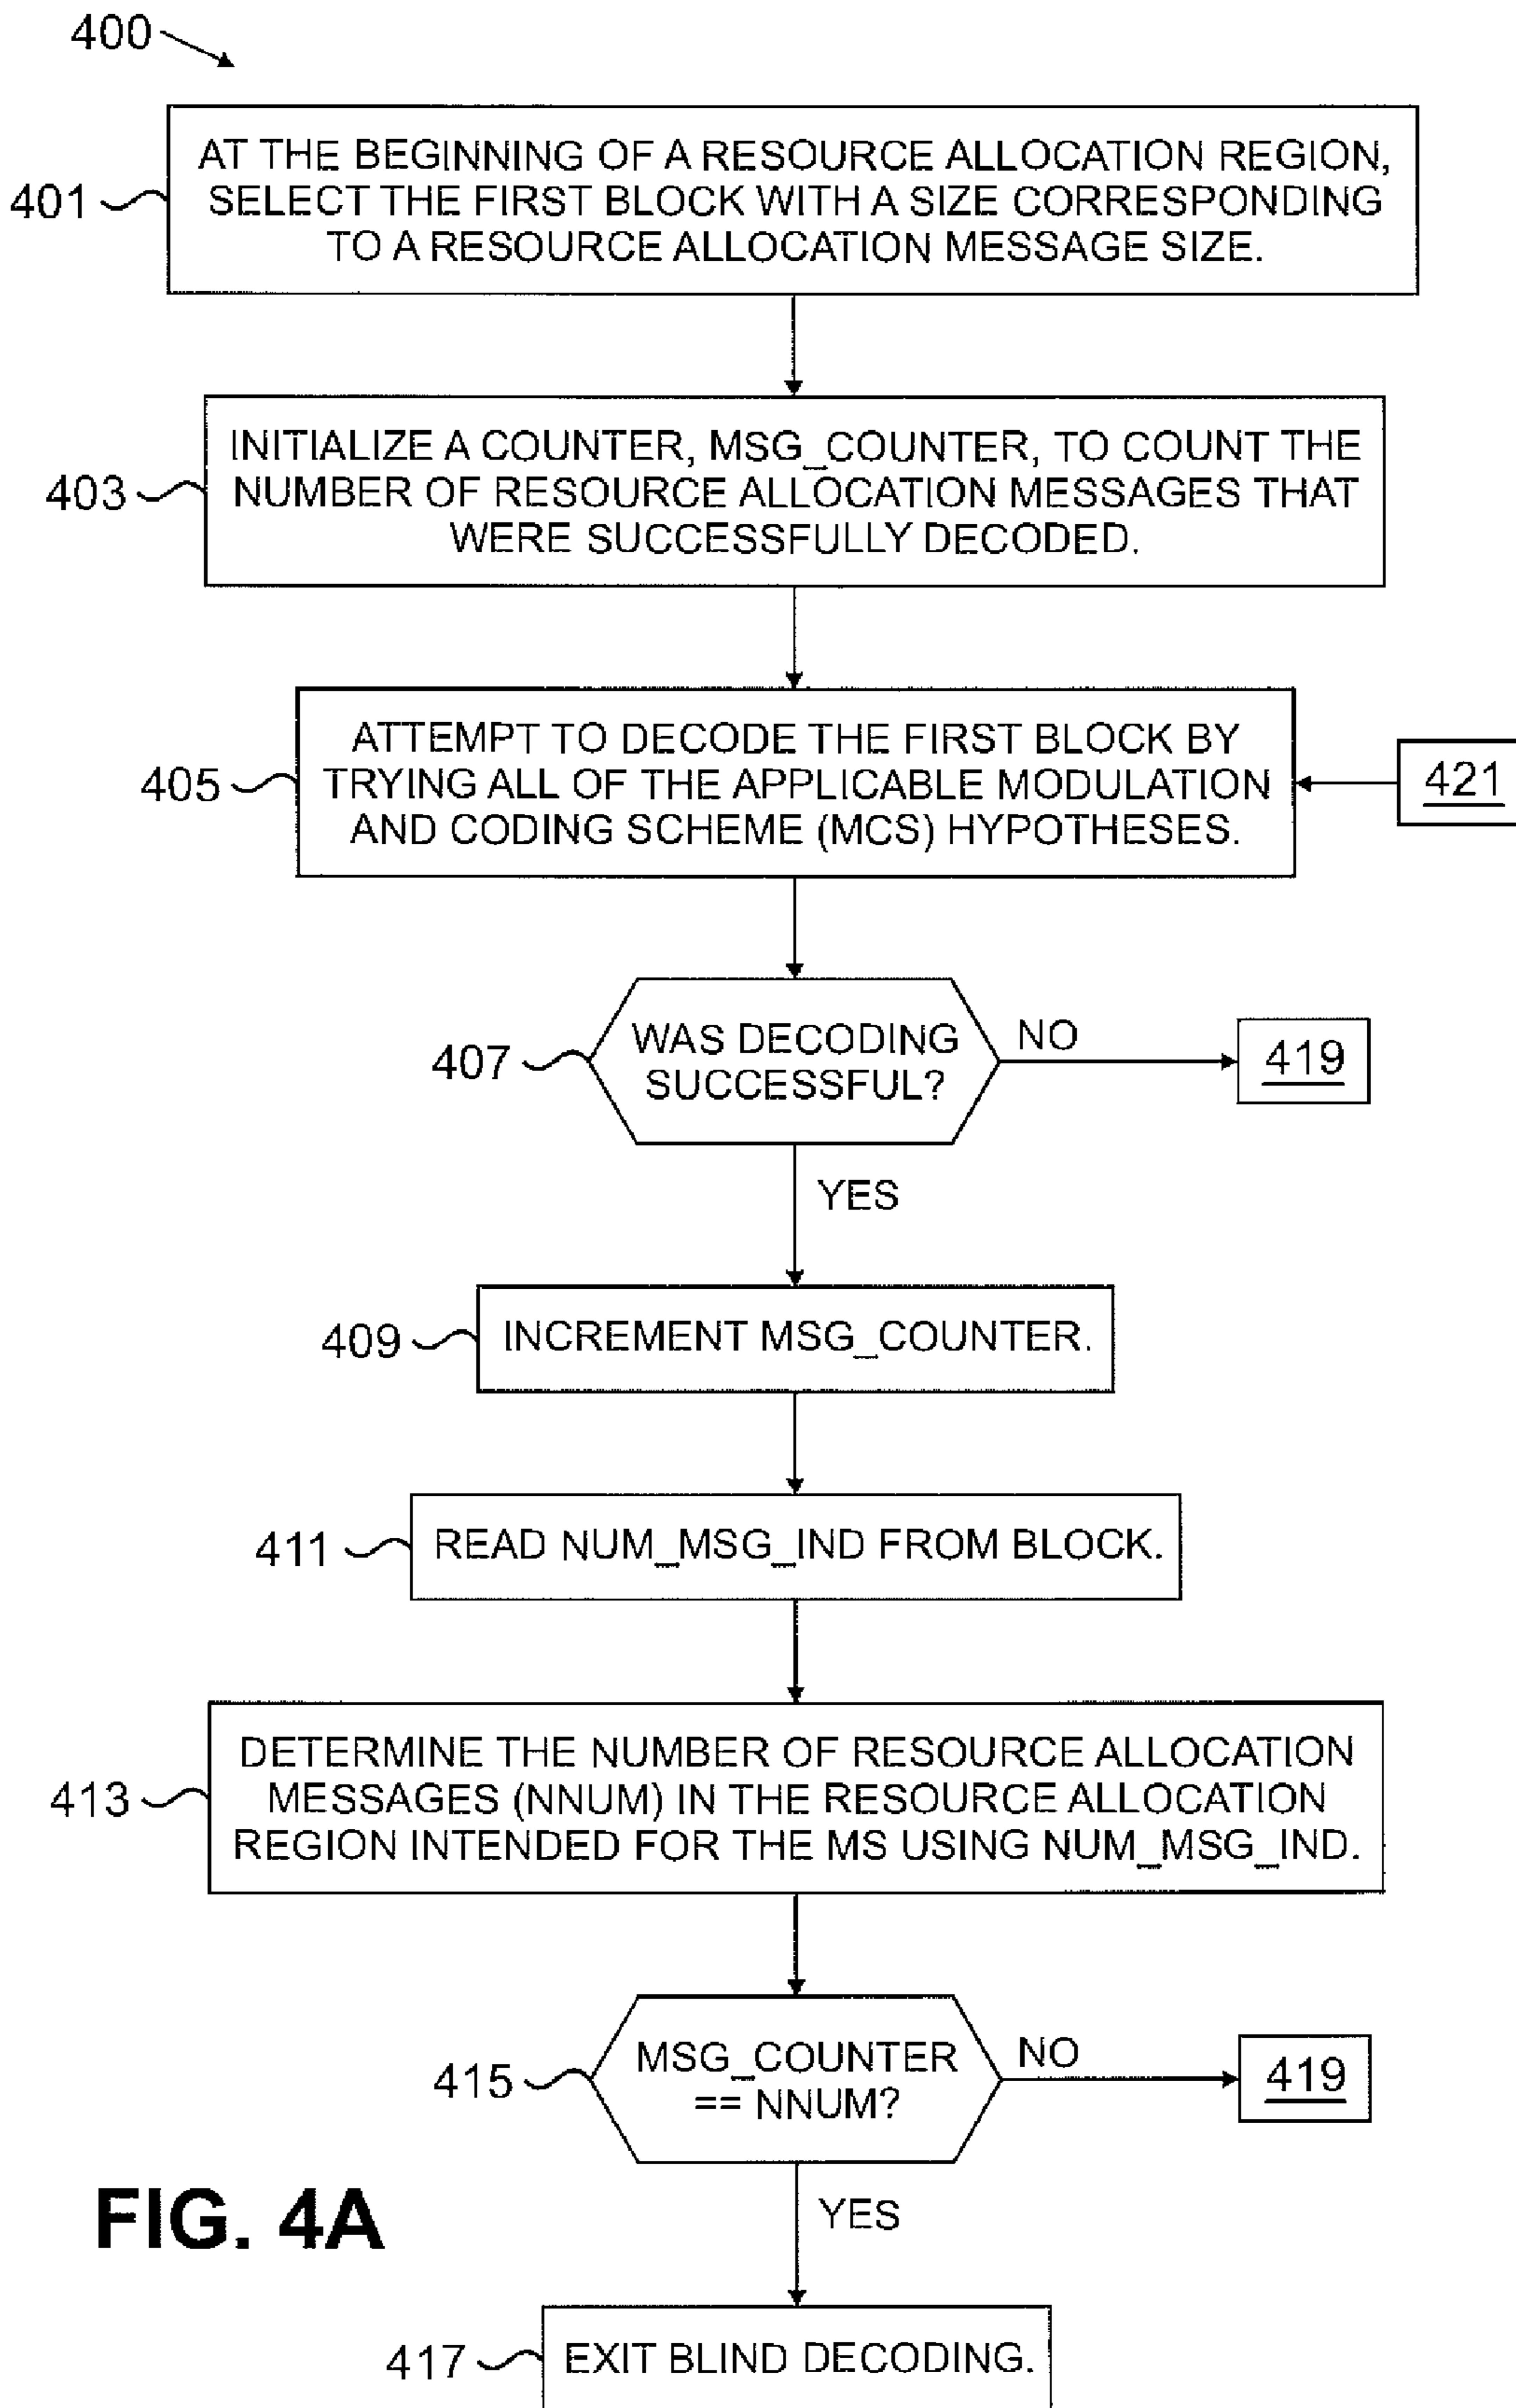 400
401
AT THE BEGINNING OF A RESOURCE ALLOCATION REGION,
SELECT THE FIRST BLOCK WITH A SIZE CORRESPONDING
TO A RESOURCE ALLOCATION MESSAGE SIZE.
403
INITIALIZE A COUNTER, MSG_COUNTER, TO COUNT THE
NUMBER OF RESOURCE ALLOCATION MESSAGES THAT
WERE SUCCESSFULLY DECODED.
405
ATTEMPT TO DECODE THE FIRST BLOCK BY
TRYING ALL OF THE APPLICABLE MODULATION
AND CODING SCHEME (MCS) HYPOTHESES.
421
407
WAS DECODING
SUCCESSFUL?
NO
419
YES
409
INCREMENT MSG_COUNTER.
411
READ NUM_MSG_IND FROM BLOCK.
413
DETERMINE THE NUMBER OF RESOURCE ALLOCATION
MESSAGES (NNUM) IN THE RESOURCE ALLOCATION
REGION INTENDED FOR THE MS USING NUM_MSG_IND.
415
MSG_COUNTER
== NNUM?
NO
419
YES
FIG. 4A
417
EXIT BLIND DECODING.